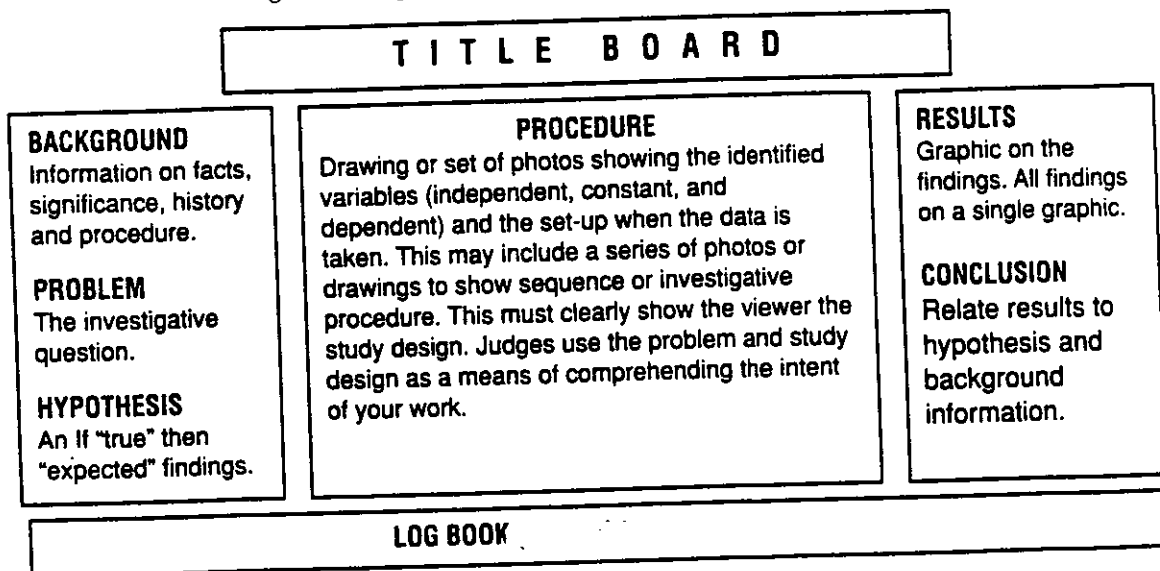 TITLE BOARD
BACKGROUND
Information on facts,
significance, history
and procedure.
PROBLEM
The investigative
question.
HYPOTHESIS
An If "true" then
"expected" findings.
PROCEDURE
Drawing or set of photos showing the identified
variables (independent, constant, and
dependent) and the set-up when the data is
taken. This may include a series of photos or
drawings to show sequence or investigative
procedure. This must clearly show the viewer the
study design. Judges use the problem and study
design as a means of comprehending the intent
of your work.
RESULTS
Graphic on the
findings. All findings
on a single graphic.
CONCLUSION
Relate results to
hypothesis and
background
information.
LOG BOOK